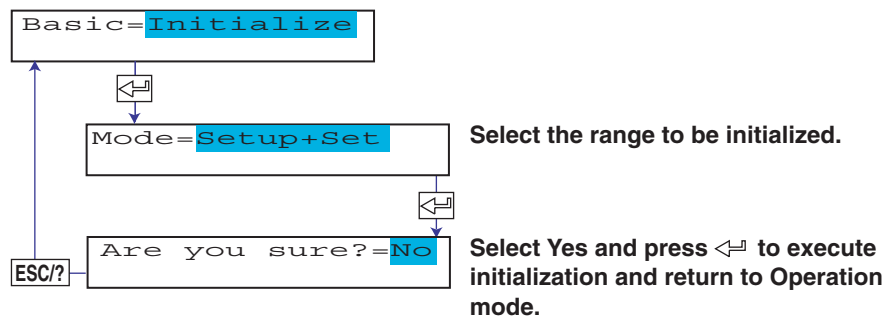 Basic=Initialize
Mode=Setup+Set
Select the range to be initialized.
Are you sure?=No
ESC/?
Select Yes and press to execute
initialization and return to Operation
mode.